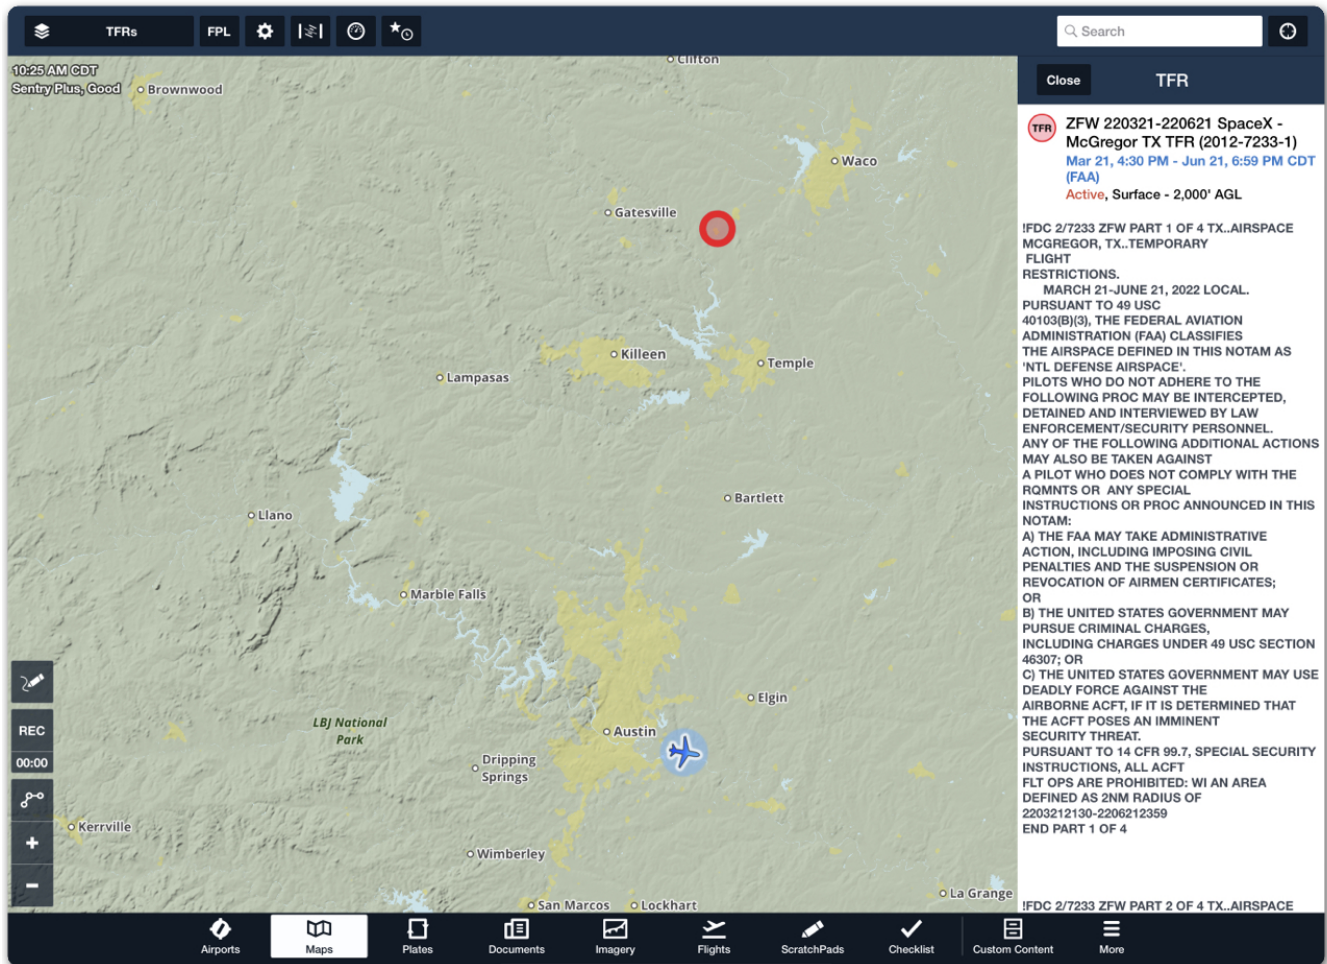 TFRs
FPL
Search
10:25 AM CDT
Sentry Plus, Good
Clifton
Brownwood
Waco
Gatesville
Killeen
Temple
Lampasas
Bartlett
Llano
Marble Falls
Elgin
LBJ National
Park
Austin
Dripping
Springs
Kerrville
Wimberley
La Grange
San Marcos
Lockhart
REC
00:00
Close
TFR
TFR
ZFW 220321-220621 SpaceX -
McGregor TX TFR (2012-7233-1)
Mar 21, 4:30 PM - Jun 21, 6:59 PM CDT
(FAA)
Active, Surface - 2,000' AGL
!FDC 2/7233 ZFW PART 1 OF 4 TX..AIRSPACE
MCGREGOR, TX..TEMPORARY
FLIGHT
RESTRICTIONS.
MARCH 21-JUNE 21, 2022 LOCAL.
PURSUANT TO 49 USC
40103(B)(3), THE FEDERAL AVIATION
ADMINISTRATION (FAA) CLASSIFIES
THE AIRSPACE DEFINED IN THIS NOTAM AS
'NTL DEFENSE AIRSPACE'.
PILOTS WHO DO NOT ADHERE TO THE
FOLLOWING PROC MAY BE INTERCEPTED,
DETAINED AND INTERVIEWED BY LAW
ENFORCEMENT/SECURITY PERSONNEL.
ANY OF THE FOLLOWING ADDITIONAL ACTIONS
MAY ALSO BE TAKEN AGAINST
A PILOT WHO DOES NOT COMPLY WITH THE
RQMNTS OR ANY SPECIAL
INSTRUCTIONS OR PROC ANNOUNCED IN THIS
NOTAM:
A) THE FAA MAY TAKE ADMINISTRATIVE
ACTION, INCLUDING IMPOSING CIVIL
PENALTIES AND THE SUSPENSION OR
REVOCATION OF AIRMEN CERTIFICATES;
OR
B) THE UNITED STATES GOVERNMENT MAY
PURSUE CRIMINAL CHARGES,
INCLUDING CHARGES UNDER 49 USC SECTION
46307; OR
C) THE UNITED STATES GOVERNMENT MAY USE
DEADLY FORCE AGAINST THE
AIRBORNE ACFT, IF IT IS DETERMINED THAT
THE ACFT POSES AN IMMINENT
SECURITY THREAT.
PURSUANT TO 14 CFR 99.7, SPECIAL SECURITY
INSTRUCTIONS, ALL ACFT
FLT OPS ARE PROHIBITED: WI AN AREA
DEFINED AS 2NM RADIUS OF
2203212130-2206212359
END PART 1 OF 4
!FDC 2/7233 ZFW PART 2 OF 4 TX..AIRSPACE
Airports
Maps
Plates
Documents
Imagery
Flights
ScratchPads
Checklist
Custom Content
More